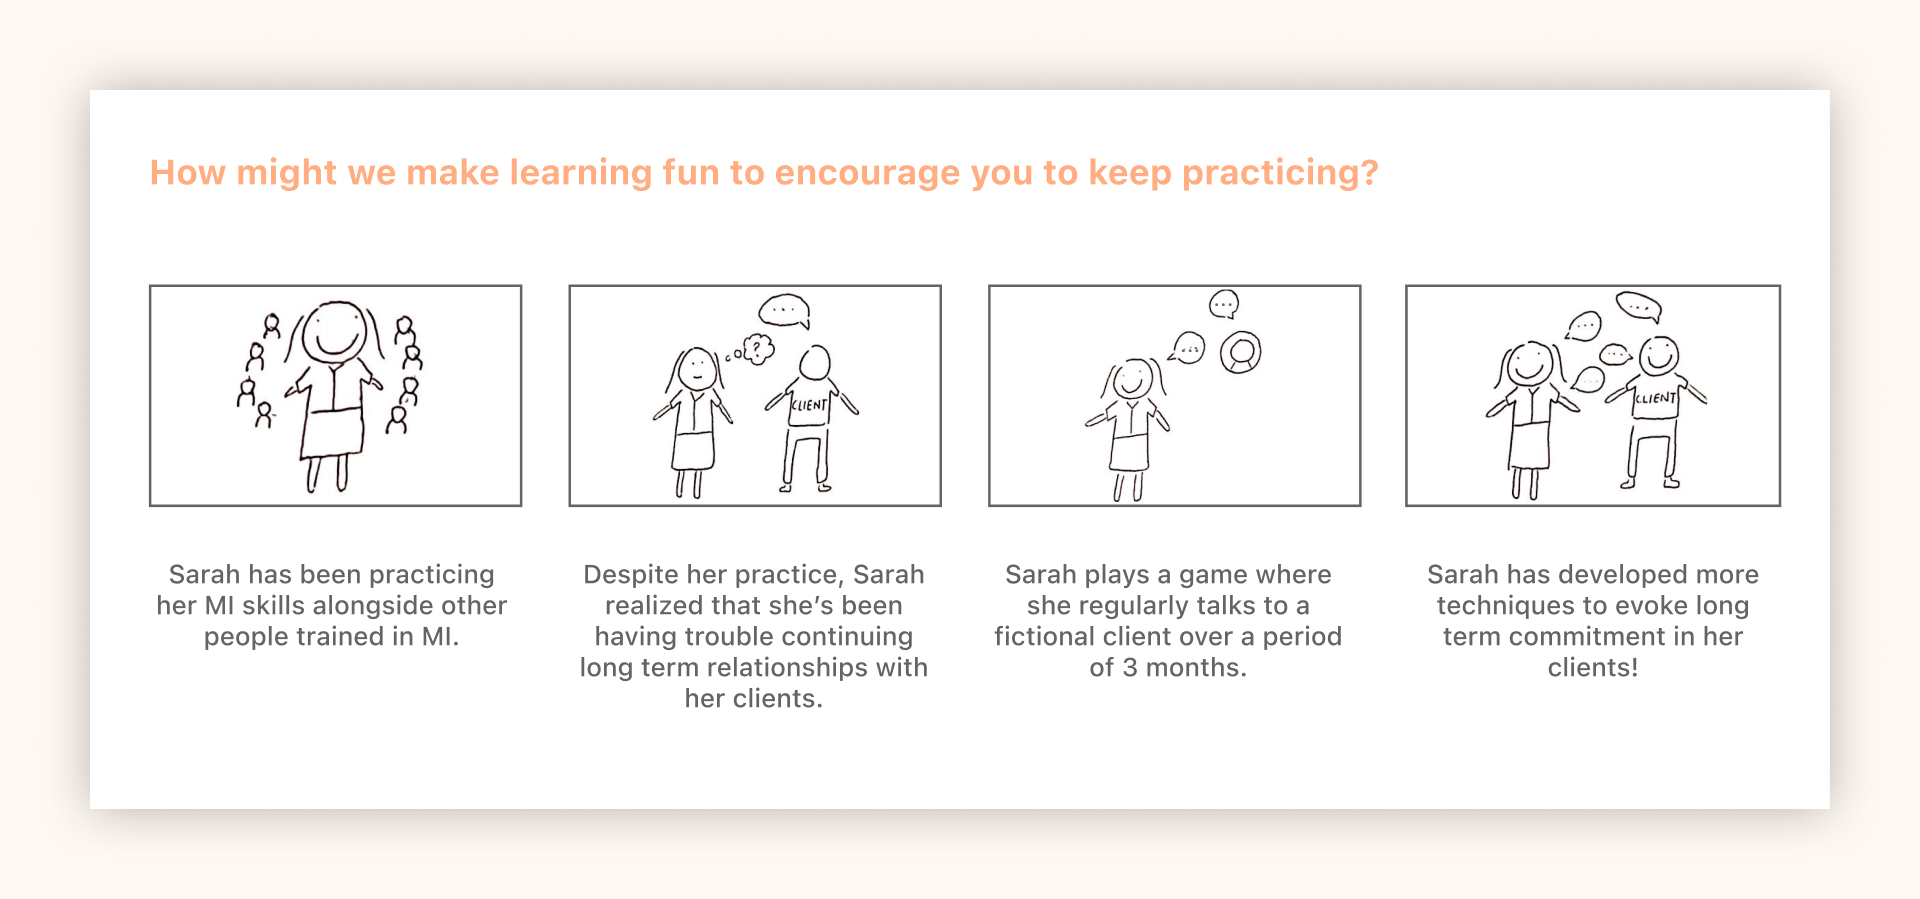 How might we make learning fun to encourage you to keep practicing?
?
CLIENT
CLIENT
Sarah has been practicing
her MI skills alongside other
people trained in MI.
Despite her practice, Sarah
realized that she’s been
having trouble continuing
long term relationships with
her clients.
Sarah plays a game where
she regularly talks to a
fictional client over a period
of 3 months.
Sarah has developed more
techniques to evoke long
term commitment in her
clients!